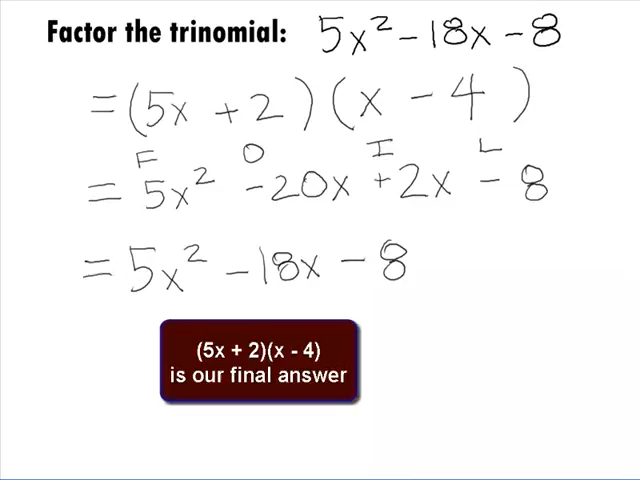 Factor the trinomial: 5x² - 18x - 8
= (5x + 2) (x - 4)
F O I L
= 5x² - 20x + 2x - 8
= 5x² - 18x - 8
(5x + 2)(x - 4)
is our final answer